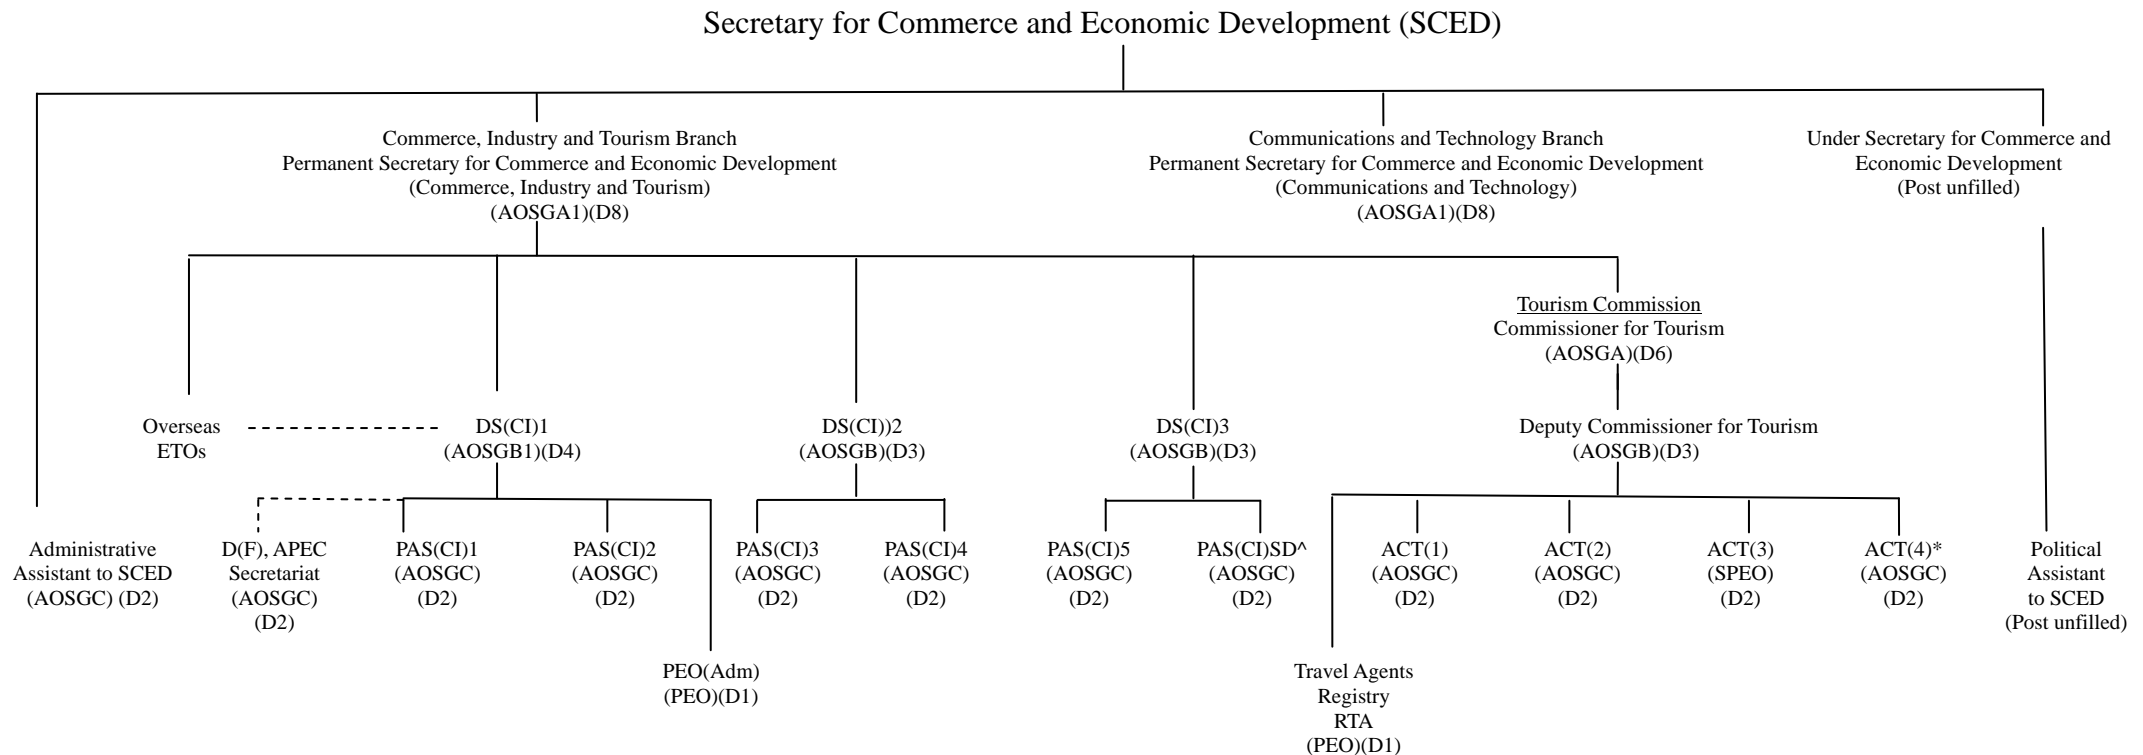 Secretary for Commerce and Economic Development (SCED)
Commerce, Industry and Tourism Branch
Permanent Secretary for Commerce and Economic Development
(Commerce, Industry and Tourism)
(AOSGA1)(D8)
Communications and Technology Branch
Permanent Secretary for Commerce and Economic Development
(Communications and Technology)
(AOSGA1)(D8)
Under Secretary for Commerce and
Economic Development
(Post unfilled)
Tourism Commission
Commissioner for Tourism
(AOSGA)(D6)
Overseas
ETOs
DS(CI)1
(AOSGB1)(D4)
DS(CI))2
(AOSGB)(D3)
DS(CI)3
(AOSGB)(D3)
Deputy Commissioner for Tourism
(AOSGB)(D3)
Administrative
Assistant to SCED
(AOSGC) (D2)
D(F), APEC
Secretariat
(AOSGC)
(D2)
PAS(CI)1
(AOSGC)
(D2)
PAS(CI)2
(AOSGC)
(D2)
PAS(CI)3
(AOSGC)
(D2)
PAS(CI)4
(AOSGC)
(D2)
PAS(CI)5
(AOSGC)
(D2)
PAS(CI)SD^
(AOSGC)
(D2)
ACT(1)
(AOSGC)
(D2)
ACT(2)
(AOSGC)
(D2)
ACT(3)
(SPEO)
(D2)
ACT(4)*
(AOSGC)
(D2)
Political
Assistant
to SCED
(Post unfilled)
PEO(Adm)
(PEO)(D1)
Travel Agents
Registry
RTA
(PEO)(D1)